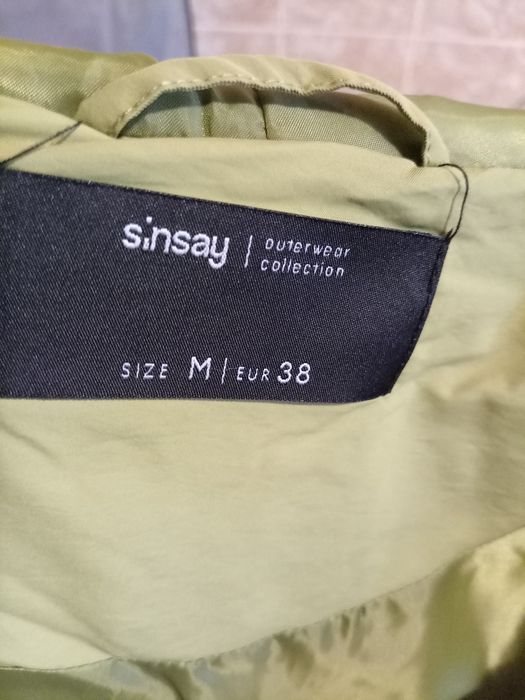 sinsay | outerwear
collection
SIZE M | EUR 38